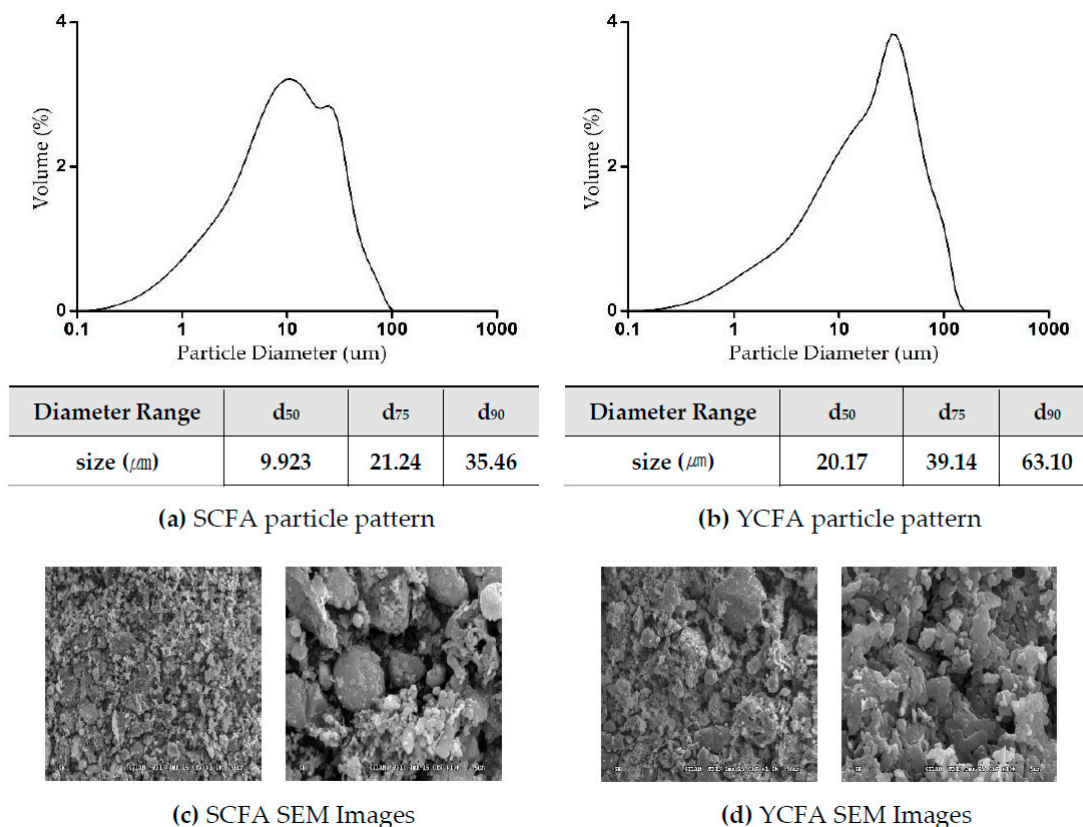 4
2
0
Volume (%)
0.1 1 10 100 1000
Particle Diameter (um)
Diameter Range d50 d75 d90
size (㎛) 9.923 21.24 35.46
(a) SCFA particle pattern
4
2
0
Volume (%)
0.1 1 10 100 1000
Particle Diameter (um)
Diameter Range d50 d75 d90
size (㎛) 20.17 39.14 63.10
(b) YCFA particle pattern
(c) SCFA SEM Images
(d) YCFA SEM Images